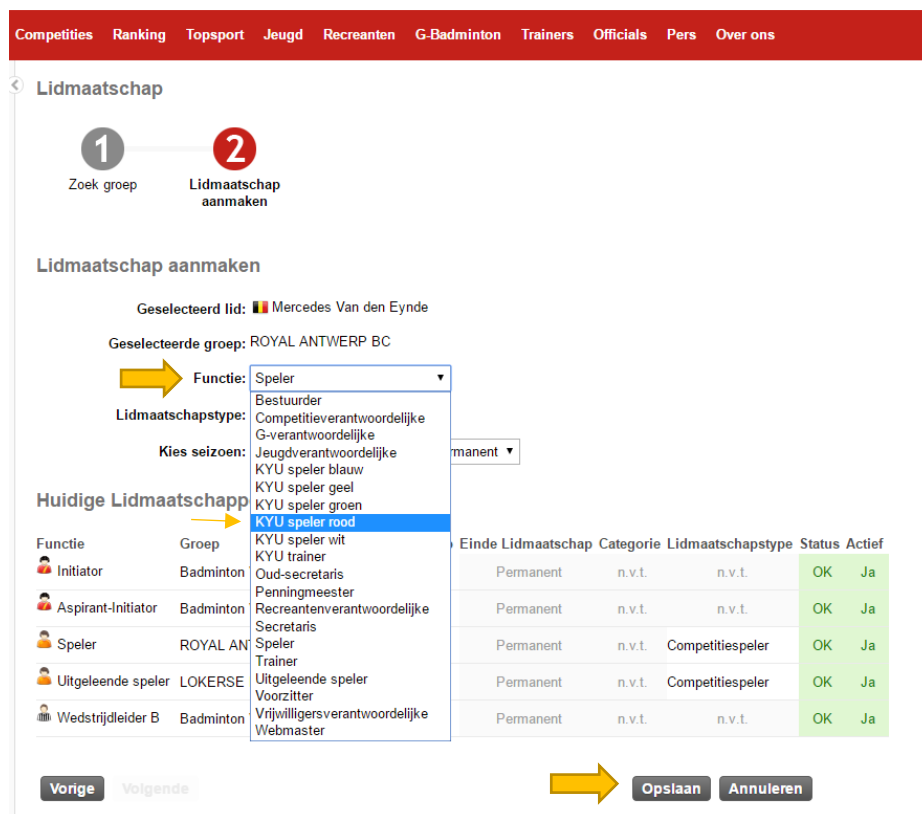 Competities Ranking Topsport Jeugd Recreanten G-Badminton Trainers Officials Pers Over ons
Lidmaatschap
1 2
Zoek groep Lidmaatschap
aanmaken
Lidmaatschap aanmaken
Geselecteerd lid: Mercedes Van den Eynde
Geselecteerde groep: ROYAL ANTWERP BC
Functie: Speler
Lidmaatschapstype:
Kies seizoen: rmanent
Bestuurder
Competitieverantwoordelijke
G-verantwoordelijke
Jeugdverantwoordelijke
KYU speler blauw
KYU speler geel
KYU speler groen
KYU speler rood
KYU speler wit
KYU trainer
Oud-secretaris
Penningmeester
Recreantenverantwoordelijke
Secretaris
Speler
Trainer
Uitgeleende speler
Voorzitter
Vrijwilligersverantwoordelijke
Webmaster
Huidige Lidmaatschapp
Functie Groep Einde Lidmaatschap Categorie Lidmaatschapstype Status Actief
Initiator Badminton Permanent n.v.t. n.v.t. OK Ja
Aspirant-Initiator Badminton Permanent n.v.t. n.v.t. OK Ja
Speler ROYAL AN Permanent n.v.t. Competitiespeler OK Ja
Uitgeleende speler LOKERSE Permanent n.v.t. Competitiespeler OK Ja
Wedstrijdleider B Badminton Permanent n.v.t. n.v.t. OK Ja
Vorige Volgende Opslaan Annuleren